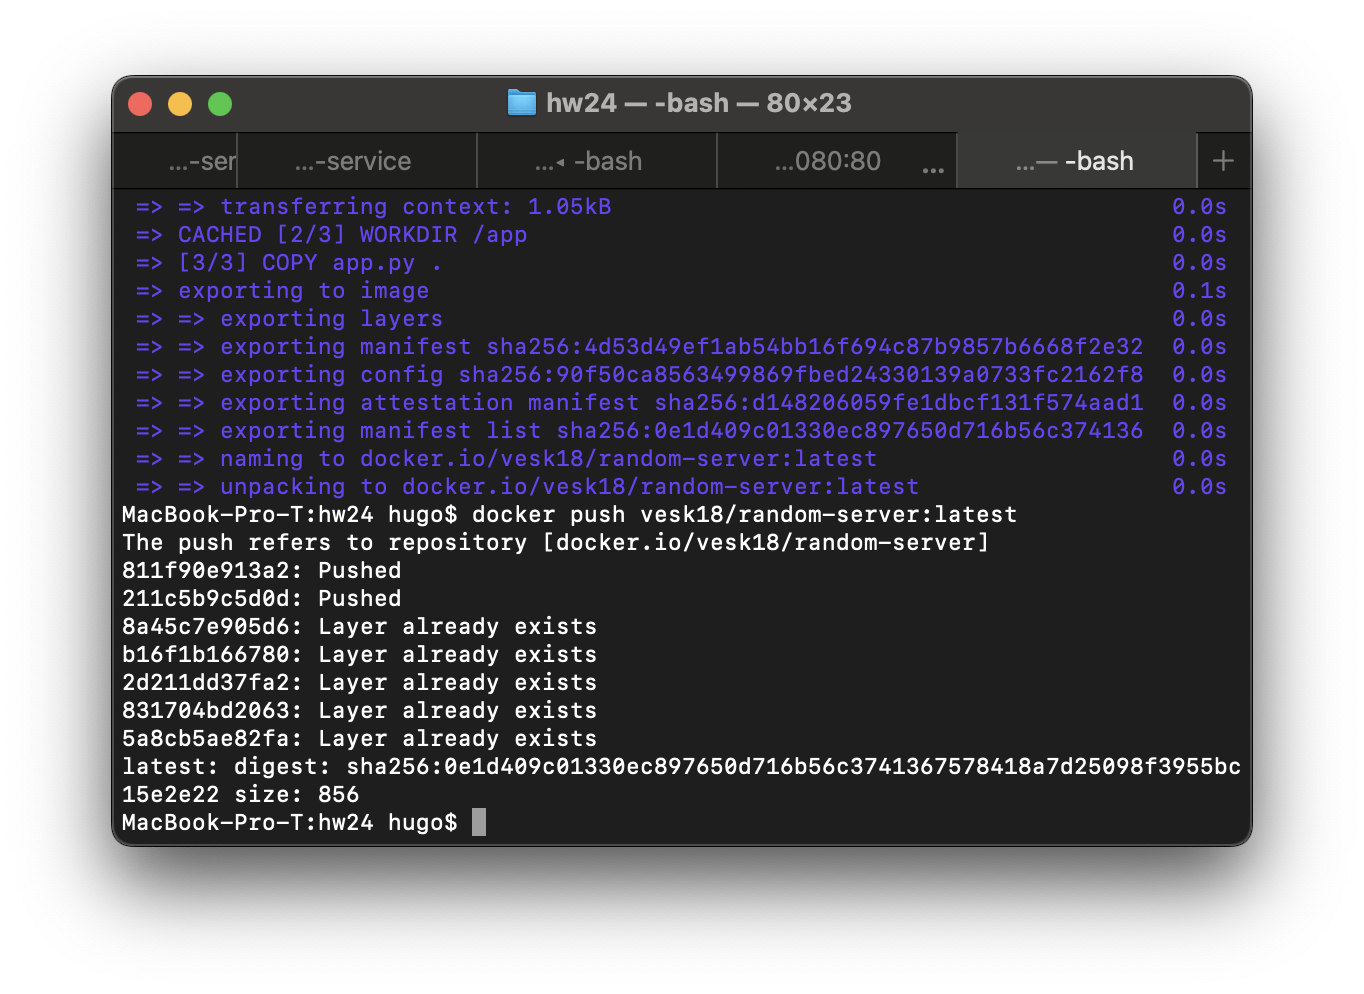 hw24 — -bash — 80×23
...-ser ...-service ...◂ -bash ...080:80 ... ...— -bash +
=> => transferring context: 1.05kB 0.0s
=> CACHED [2/3] WORKDIR /app 0.0s
=> [3/3] COPY app.py . 0.0s
=> exporting to image 0.1s
=> => exporting layers 0.0s
=> => exporting manifest sha256:4d53d49ef1ab54bb16f694c87b9857b6668f2e32 0.0s
=> => exporting config sha256:90f50ca8563499869fbed24330139a0733fc2162f8 0.0s
=> => exporting attestation manifest sha256:d148206059fe1dbcf131f574aad1 0.0s
=> => exporting manifest list sha256:0e1d409c01330ec897650d716b56c374136 0.0s
=> => naming to docker.io/vesk18/random-server:latest 0.0s
=> => unpacking to docker.io/vesk18/random-server:latest 0.0s
MacBook-Pro-T:hw24 hugo$ docker push vesk18/random-server:latest
The push refers to repository [docker.io/vesk18/random-server]
811f90e913a2: Pushed
211c5b9c5d0d: Pushed
8a45c7e905d6: Layer already exists
b16f1b166780: Layer already exists
2d211dd37fa2: Layer already exists
831704bd2063: Layer already exists
5a8cb5ae82fa: Layer already exists
latest: digest: sha256:0e1d409c01330ec897650d716b56c3741367578418a7d25098f3955bc
15e2e22 size: 856
MacBook-Pro-T:hw24 hugo$